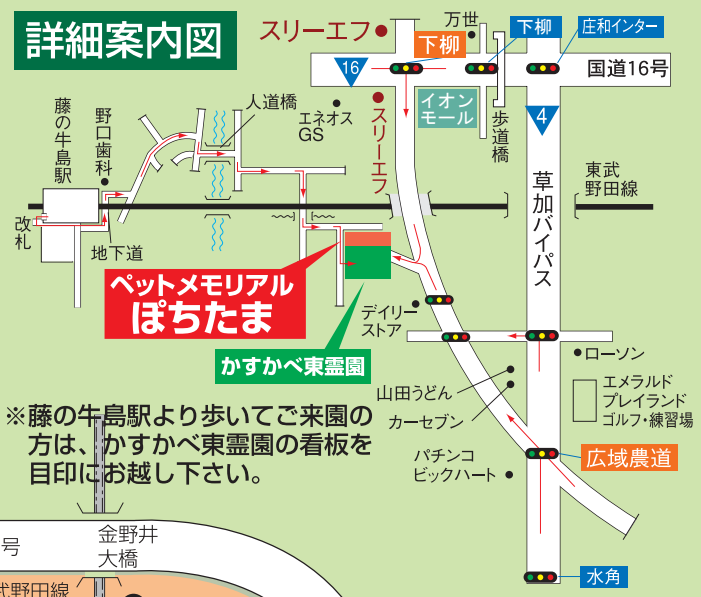 詳細案内図
スリーエフ
万世
下柳
下柳
庄和インター
16
国道16号
イオン
モール
歩道橋
4
人道橋
エネオス
GS
スリーエフ
藤の牛島駅
野口歯科
東武
野田線
草加バイパス
改札
地下道
ペットメモリアル
ぽちたま
かすかべ東霊園
デイリー
ストア
ローソン
山田うどん
カーセブン
エメラルド
プレイランド
ゴルフ・練習場
※藤の牛島駅より歩いてご来園の
方は、かすかべ東霊園の看板を
目印にお越し下さい。
パチンコ
ビックハート
広域農道
水角
号
金野井
大橋
武野田線